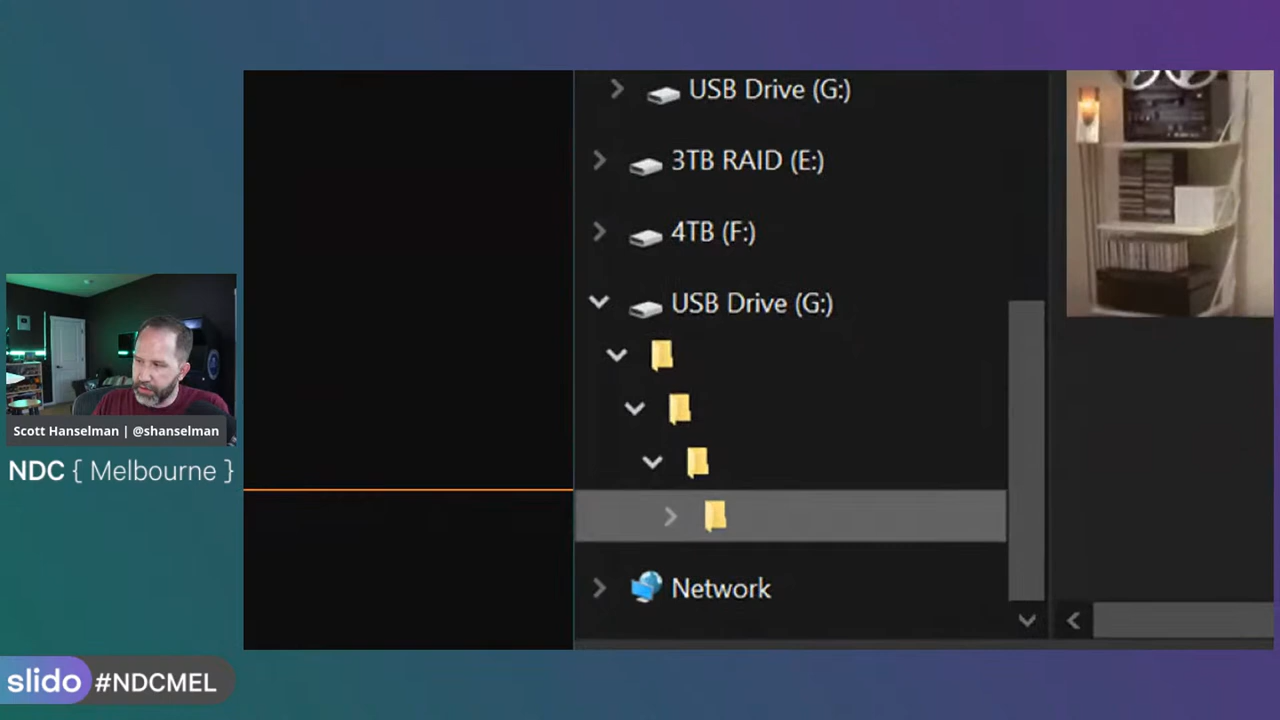 USB Drive (G:)
3TB RAID (E:)
4TB (F:)
USB Drive (G:)
Network
Scott Hanselman | @shanselman
NDC { Melbourne }
slido #NDCMEL